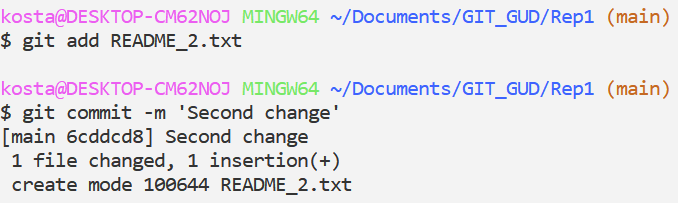 kosta@DESKTOP-CM62NOJ MINGW64 ~/Documents/GIT_GUD/Rep1 (main)
$ git add README_2.txt
kosta@DESKTOP-CM62NOJ MINGW64 ~/Documents/GIT_GUD/Rep1 (main)
$ git commit -m 'Second change'
[main 6cddcd8] Second change
 1 file changed, 1 insertion(+)
 create mode 100644 README_2.txt